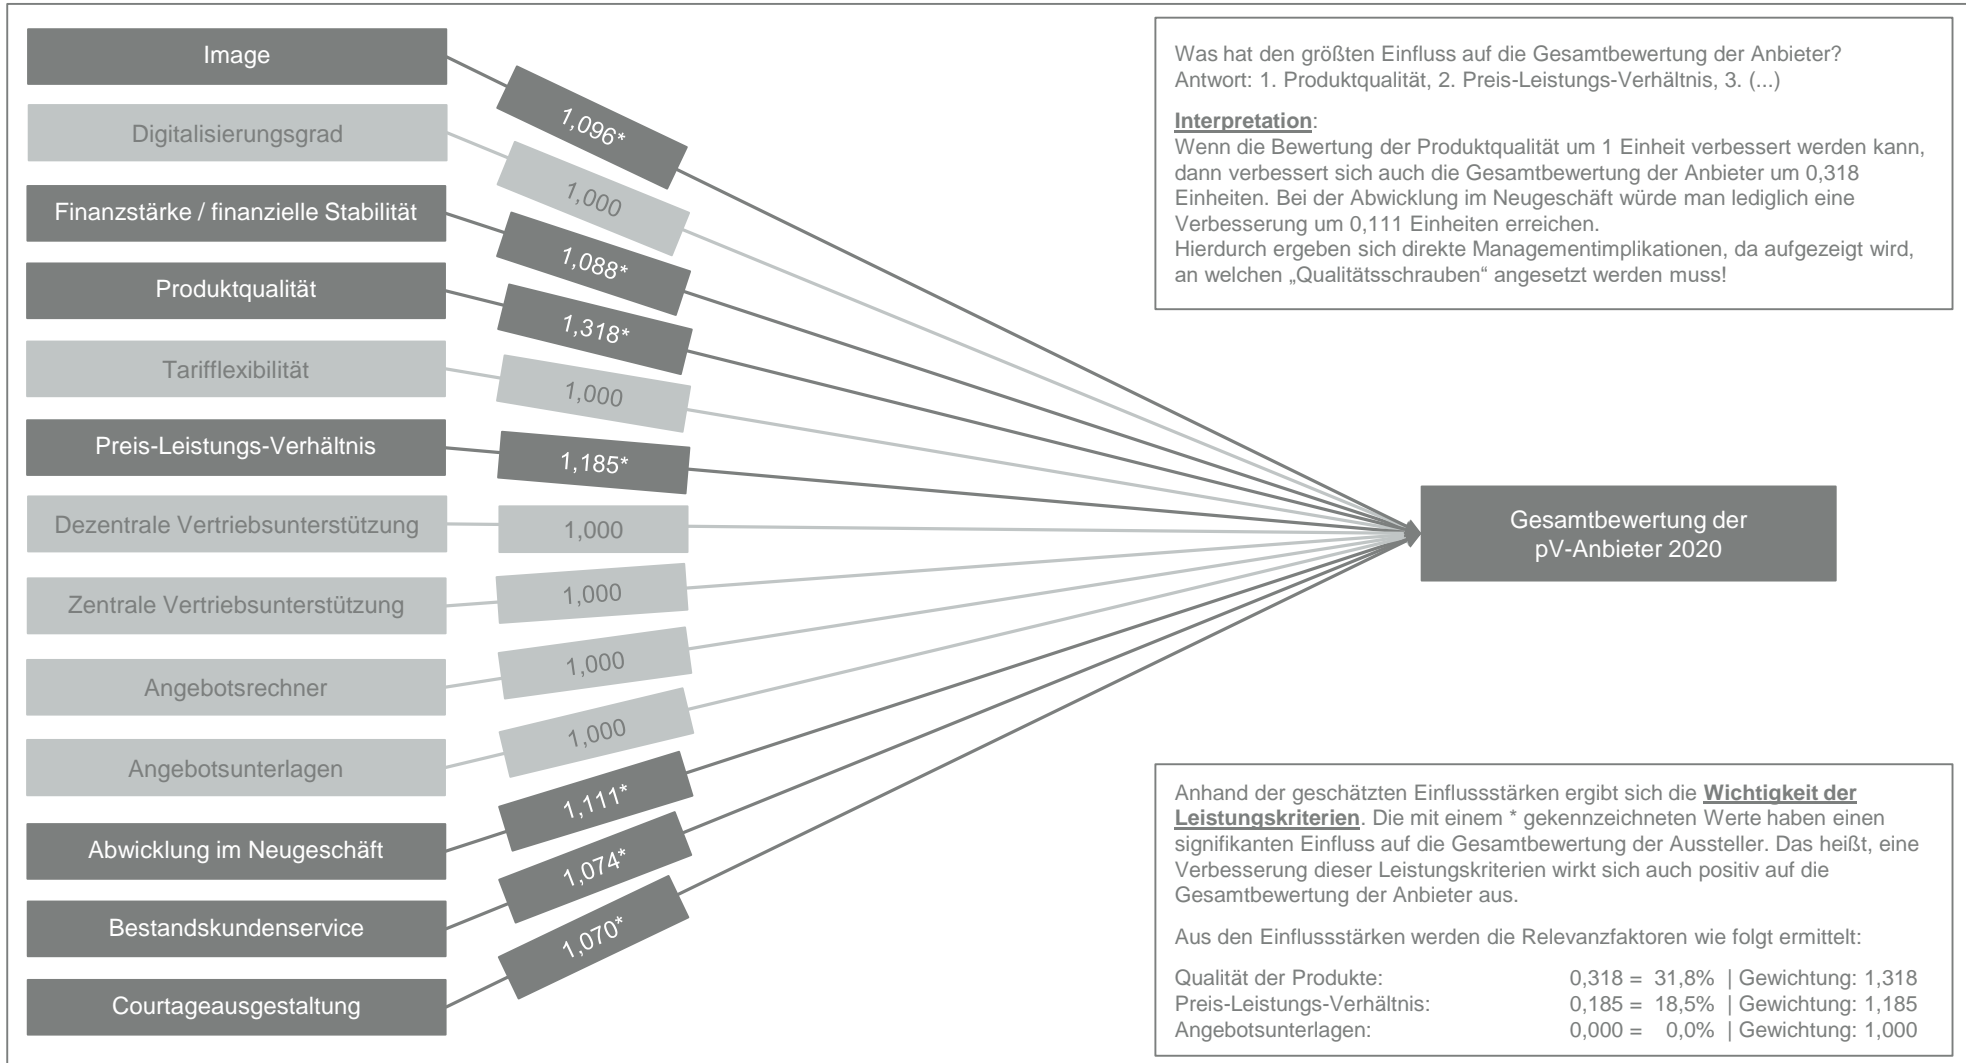 Image
Digitalisierungsgrad
Finanzstärke / finanzielle Stabilität
Produktqualität
Tarifflexibilität
Preis-Leistungs-Verhältnis
Dezentrale Vertriebsunterstützung
Zentrale Vertriebsunterstützung
Angebotsrechner
Angebotsunterlagen
Abwicklung im Neugeschäft
Bestandskundenservice
Courtageausgestaltung
1,096*
1,000
1,088*
1,318*
1,000
1,185*
1,000
1,000
1,000
1,000
1,111*
1,074*
1,070*
Gesamtbewertung der
pV-Anbieter 2020
Was hat den größten Einfluss auf die Gesamtbewertung der Anbieter?
Antwort: 1. Produktqualität, 2. Preis-Leistungs-Verhältnis, 3. (...)
Interpretation:
Wenn die Bewertung der Produktqualität um 1 Einheit verbessert werden kann,
dann verbessert sich auch die Gesamtbewertung der Anbieter um 0,318
Einheiten. Bei der Abwicklung im Neugeschäft würde man lediglich eine
Verbesserung um 0,111 Einheiten erreichen.
Hierdurch ergeben sich direkte Managementimplikationen, da aufgezeigt wird,
an welchen „Qualitätsschrauben“ angesetzt werden muss!
Anhand der geschätzten Einflussstärken ergibt sich die Wichtigkeit der
Leistungskriterien. Die mit einem * gekennzeichneten Werte haben einen
signifikanten Einfluss auf die Gesamtbewertung der Aussteller. Das heißt, eine
Verbesserung dieser Leistungskriterien wirkt sich auch positiv auf die
Gesamtbewertung der Anbieter aus.
Aus den Einflussstärken werden die Relevanzfaktoren wie folgt ermittelt:
Qualität der Produkte: 0,318 = 31,8% | Gewichtung: 1,318
Preis-Leistungs-Verhältnis: 0,185 = 18,5% | Gewichtung: 1,185
Angebotsunterlagen: 0,000 = 0,0% | Gewichtung: 1,000